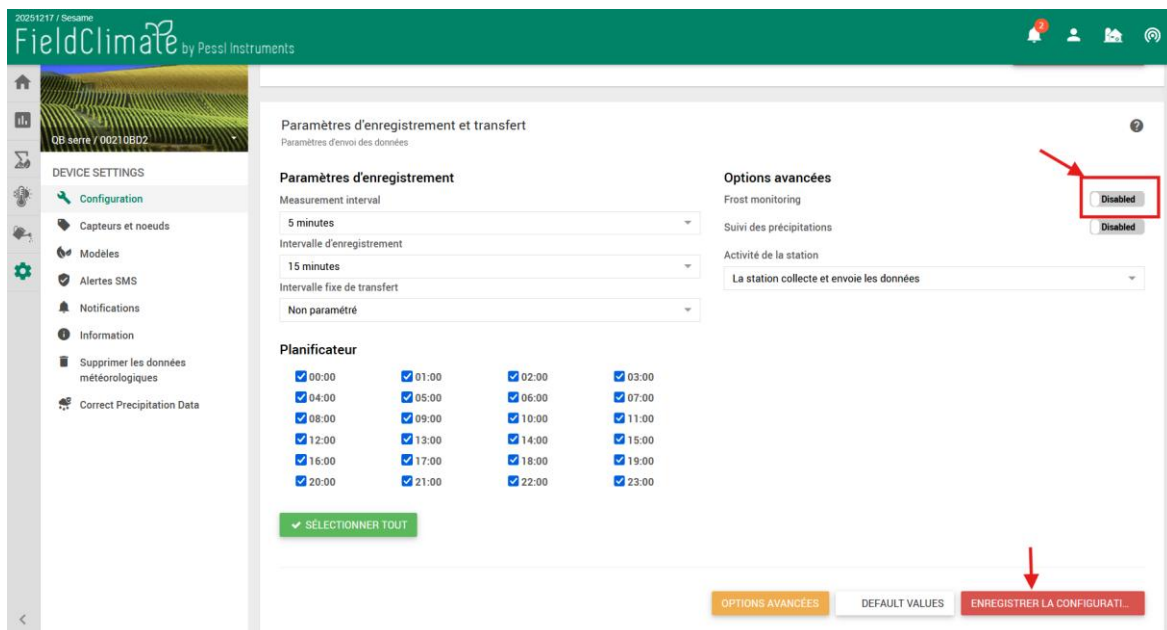 20251217 / Sesame
FieldClimate by Pessl Instruments
2
QB serre / 00210BD2
DEVICE SETTINGS
Configuration
Capteurs et noeuds
Modèles
Alertes SMS
Notifications
Information
Supprimer les données
météorologiques
Correct Precipitation Data
Paramètres d'enregistrement et transfert
Paramètres d'envoi des données
Paramètres d'enregistrement
Measurement interval
5 minutes
Intervalle d'enregistrement
15 minutes
Intervalle fixe de transfert
Non paramétré
Options avancées
Frost monitoring Disabled
Suivi des précipitations Disabled
Activité de la station
La station collecte et envoie les données
Planificateur
00:00 01:00 02:00 03:00
04:00 05:00 06:00 07:00
08:00 09:00 10:00 11:00
12:00 13:00 14:00 15:00
16:00 17:00 18:00 19:00
20:00 21:00 22:00 23:00
SÉLECTIONNER TOUT
OPTIONS AVANCÉES DEFAULT VALUES ENREGISTRER LA CONFIGURATI...